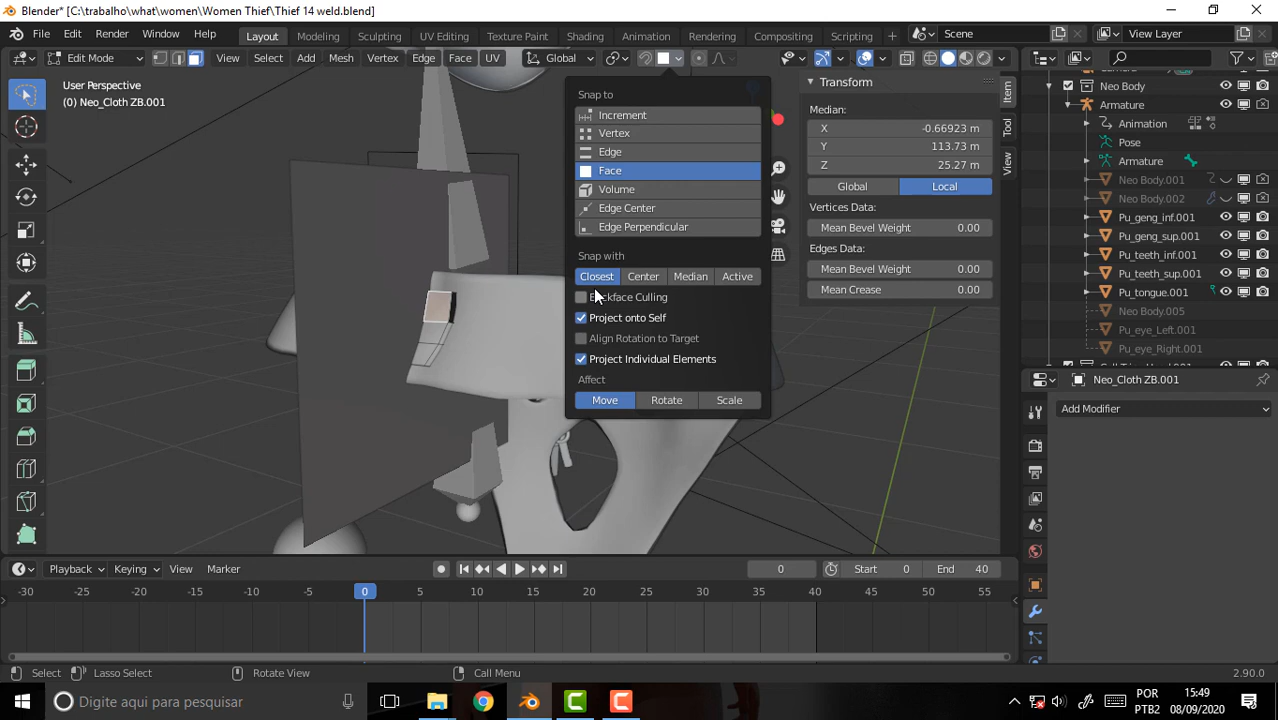 Blender* [C:\trabalho\what\women\Women Thief\Thief 14 weld.blend]
File Edit Render Window Help Layout Modeling Sculpting UV Editing Texture Paint Shading Animation Rendering Compositing Scripting + Scene View Layer
Edit Mode View Select Add Mesh Vertex Edge Face UV Global
User Perspective
(0) Neo_Cloth ZB.001
Snap to
Increment
Vertex
Edge
Face
Volume
Edge Center
Edge Perpendicular
Snap with
Closest Center Median Active
Backface Culling
Project onto Self
Align Rotation to Target
Project Individual Elements
Affect
Move Rotate Scale
Transform
Median:
X -0.66923 m
Y 113.73 m
Z 25.27 m
Global Local
Vertices Data:
Mean Bevel Weight 0.00
Edges Data:
Mean Bevel Weight 0.00
Mean Crease 0.00
Item
Tool
View
Neo Body
Armature
Animation
Pose
Armature
Neo Body.001
Neo Body.002
Pu_geng_inf.001
Pu_geng_sup.001
Pu_teeth_inf.001
Pu_teeth_sup.001
Pu_tongue.001
Neo Body.005
Pu_eye_Left.001
Pu_eye_Right.001
Neo_Cloth ZB.001
Add Modifier
Playback Keying View Marker 0 Start 0 End 40
-30 -25 -20 -15 -10 -5 0 5 10 15 20 25 30 35 40 45 50 55
Select Lasso Select Rotate View Call Menu 2.90.0
Digite aqui para pesquisar
POR 15:49
PTB2 08/09/2020